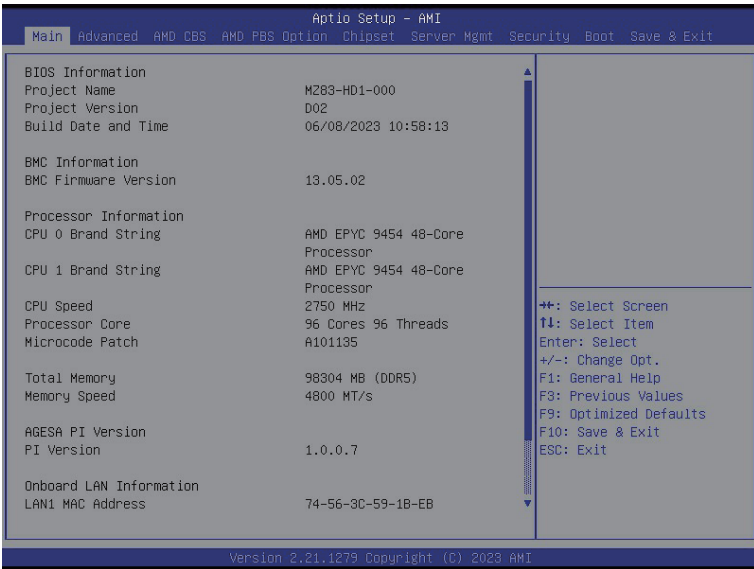 Aptio Setup – AMI
Main Advanced AMD CBS AMD PBS Option Chipset Server Mgmt Security Boot Save & Exit
BIOS Information
Project Name MZ83-HD1-000
Project Version D02
Build Date and Time 06/08/2023 10:58:13
BMC Information
BMC Firmware Version 13.05.02
Processor Information
CPU 0 Brand String AMD EPYC 9454 48-Core
Processor
CPU 1 Brand String AMD EPYC 9454 48-Core
Processor
CPU Speed 2750 MHz
Processor Core 96 Cores 96 Threads
Microcode Patch A101135
Total Memory 98304 MB (DDR5)
Memory Speed 4800 MT/s
AGESA PI Version
PI Version 1.0.0.7
Onboard LAN Information
LAN1 MAC Address 74-56-3C-59-1B-EB
→←: Select Screen
↑↓: Select Item
Enter: Select
+/-: Change Opt.
F1: General Help
F3: Previous Values
F9: Optimized Defaults
F10: Save & Exit
ESC: Exit
Version 2.21.1279 Copyright (C) 2023 AMI